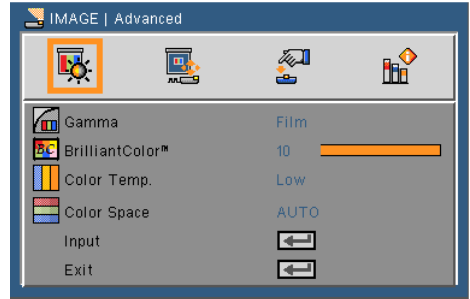 IMAGE | Advanced
Gamma Film
BrilliantColor™ 10
Color Temp. Low
Color Space AUTO
Input
Exit